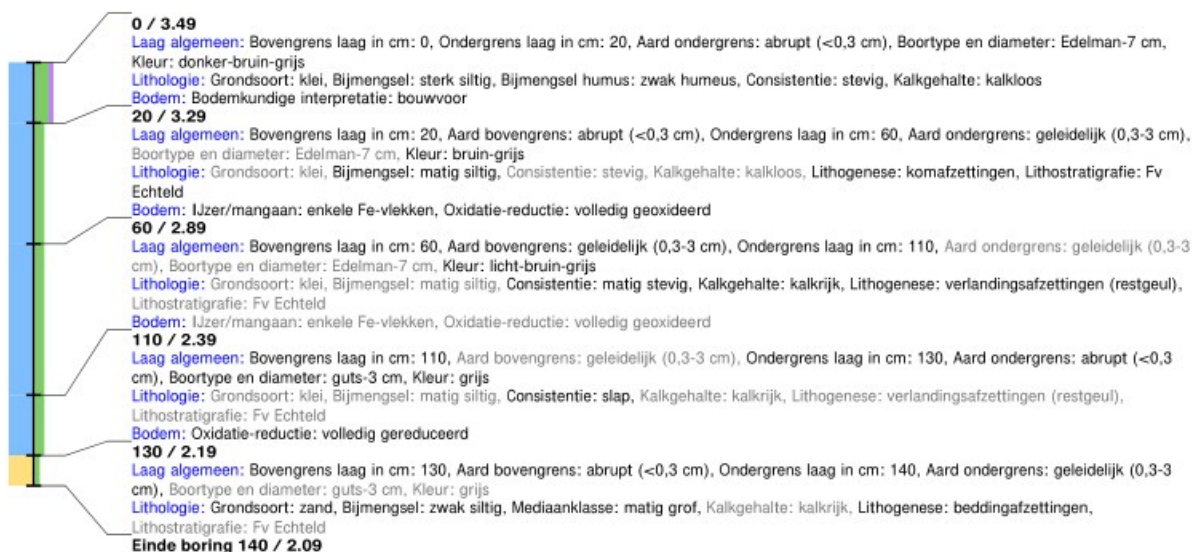 0 / 3.49
Laag algemeen: Bovengrens laag in cm: 0, Ondergrens laag in cm: 20, Aard ondergrens: abrupt (<0,3 cm), Boortype en diameter: Edelman-7 cm,
Kleur: donker-bruin-grijs
Lithologie: Grondsoort: klei, Bijmengsel: sterk siltig, Bijmengsel humus: zwak humeus, Consistentie: stevig, Kalkgehalte: kalkloos
Bodem: Bodemkundige interpretatie: bouwvoor
20 / 3.29
Laag algemeen: Bovengrens laag in cm: 20, Aard bovengrens: abrupt (<0,3 cm), Ondergrens laag in cm: 60, Aard ondergrens: geleidelijk (0,3-3 cm),
Boortype en diameter: Edelman-7 cm, Kleur: bruin-grijs
Lithologie: Grondsoort: klei, Bijmengsel: matig siltig, Consistentie: stevig, Kalkgehalte: kalkloos, Lithogenese: komafzettingen, Lithostratigrafie: Fv
Echteld
Bodem: IJzer/mangaan: enkele Fe-vlekken, Oxidatie-reductie: volledig geoxideerd
60 / 2.89
Laag algemeen: Bovengrens laag in cm: 60, Aard bovengrens: geleidelijk (0,3-3 cm), Ondergrens laag in cm: 110, Aard ondergrens: geleidelijk (0,3-3
cm), Boortype en diameter: Edelman-7 cm, Kleur: licht-bruin-grijs
Lithologie: Grondsoort: klei, Bijmengsel: matig siltig, Consistentie: matig stevig, Kalkgehalte: kalkrijk, Lithogenese: verlandingsafzettingen (restgeul),
Lithostratigrafie: Fv Echteld
Bodem: IJzer/mangaan: enkele Fe-vlekken, Oxidatie-reductie: volledig geoxideerd
110 / 2.39
Laag algemeen: Bovengrens laag in cm: 110, Aard bovengrens: geleidelijk (0,3-3 cm), Ondergrens laag in cm: 130, Aard ondergrens: abrupt (<0,3
cm), Boortype en diameter: guts-3 cm, Kleur: grijs
Lithologie: Grondsoort: klei, Bijmengsel: matig siltig, Consistentie: slap, Kalkgehalte: kalkrijk, Lithogenese: verlandingsafzettingen (restgeul),
Lithostratigrafie: Fv Echteld
Bodem: Oxidatie-reductie: volledig gereduceerd
130 / 2.19
Laag algemeen: Bovengrens laag in cm: 130, Aard bovengrens: abrupt (<0,3 cm), Ondergrens laag in cm: 140, Aard ondergrens: geleidelijk (0,3-3
cm), Boortype en diameter: guts-3 cm, Kleur: grijs
Lithologie: Grondsoort: zand, Bijmengsel: zwak siltig, Mediaanklasse: matig grof, Kalkgehalte: kalkrijk, Lithogenese: beddingafzettingen,
Lithostratigrafie: Fv Echteld
Einde boring 140 / 2.09